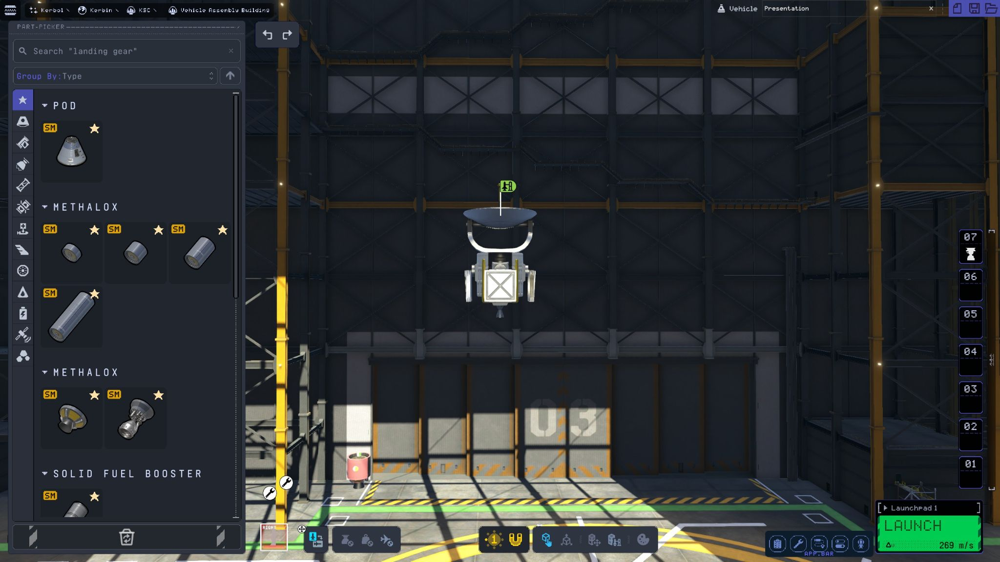 Kerbol
Kerbin
KSC
Vehicle Assembly Building
Vehicle
Presentation
PART-PICKER
Search "landing gear"
Group By:Type
POD
SM
METHALOX
SM
SM
SM
SM
METHALOX
SM
SM
SOLID FUEL BOOSTER
SM
03
07
06
05
04
03
02
01
RIGHT
1
APP.BAR
Launchpad 1
LAUNCH
Δv
269 m/s